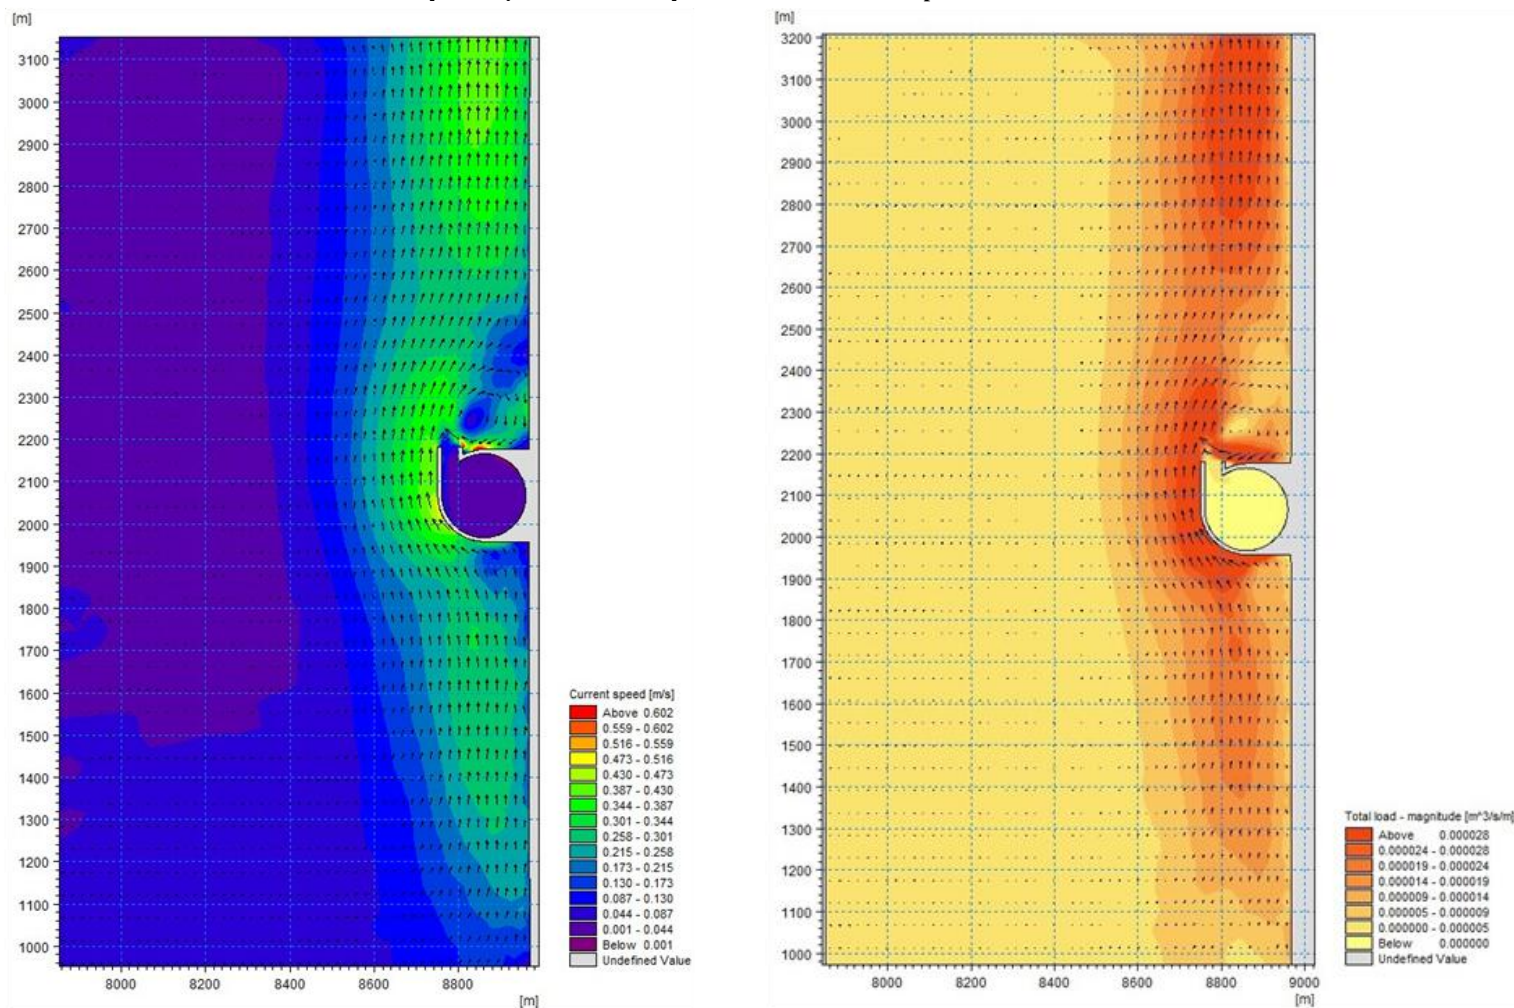 [m]
3100
3000
2900
2800
2700
2600
2500
2400
2300
2200
2100
2000
1900
1800
1700
1600
1500
1400
1300
1200
1100
1000
8000 8200 8400 8600 8800
[m]
Current speed [m/s]
Above 0.602
0.559 - 0.602
0.516 - 0.559
0.473 - 0.516
0.430 - 0.473
0.387 - 0.430
0.344 - 0.387
0.301 - 0.344
0.258 - 0.301
0.215 - 0.258
0.173 - 0.215
0.130 - 0.173
0.087 - 0.130
0.044 - 0.087
0.001 - 0.044
Below 0.001
Undefined Value
[m]
3200
3100
3000
2900
2800
2700
2600
2500
2400
2300
2200
2100
2000
1900
1800
1700
1600
1500
1400
1300
1200
1100
1000
8000 8200 8400 8600 8800 9000
[m]
Total load - magnitude [m^3/s/m]
Above 0.000028
0.000024 - 0.000028
0.000019 - 0.000024
0.000014 - 0.000019
0.000009 - 0.000014
0.000005 - 0.000009
0.000000 - 0.000005
Below 0.000000
Undefined Value